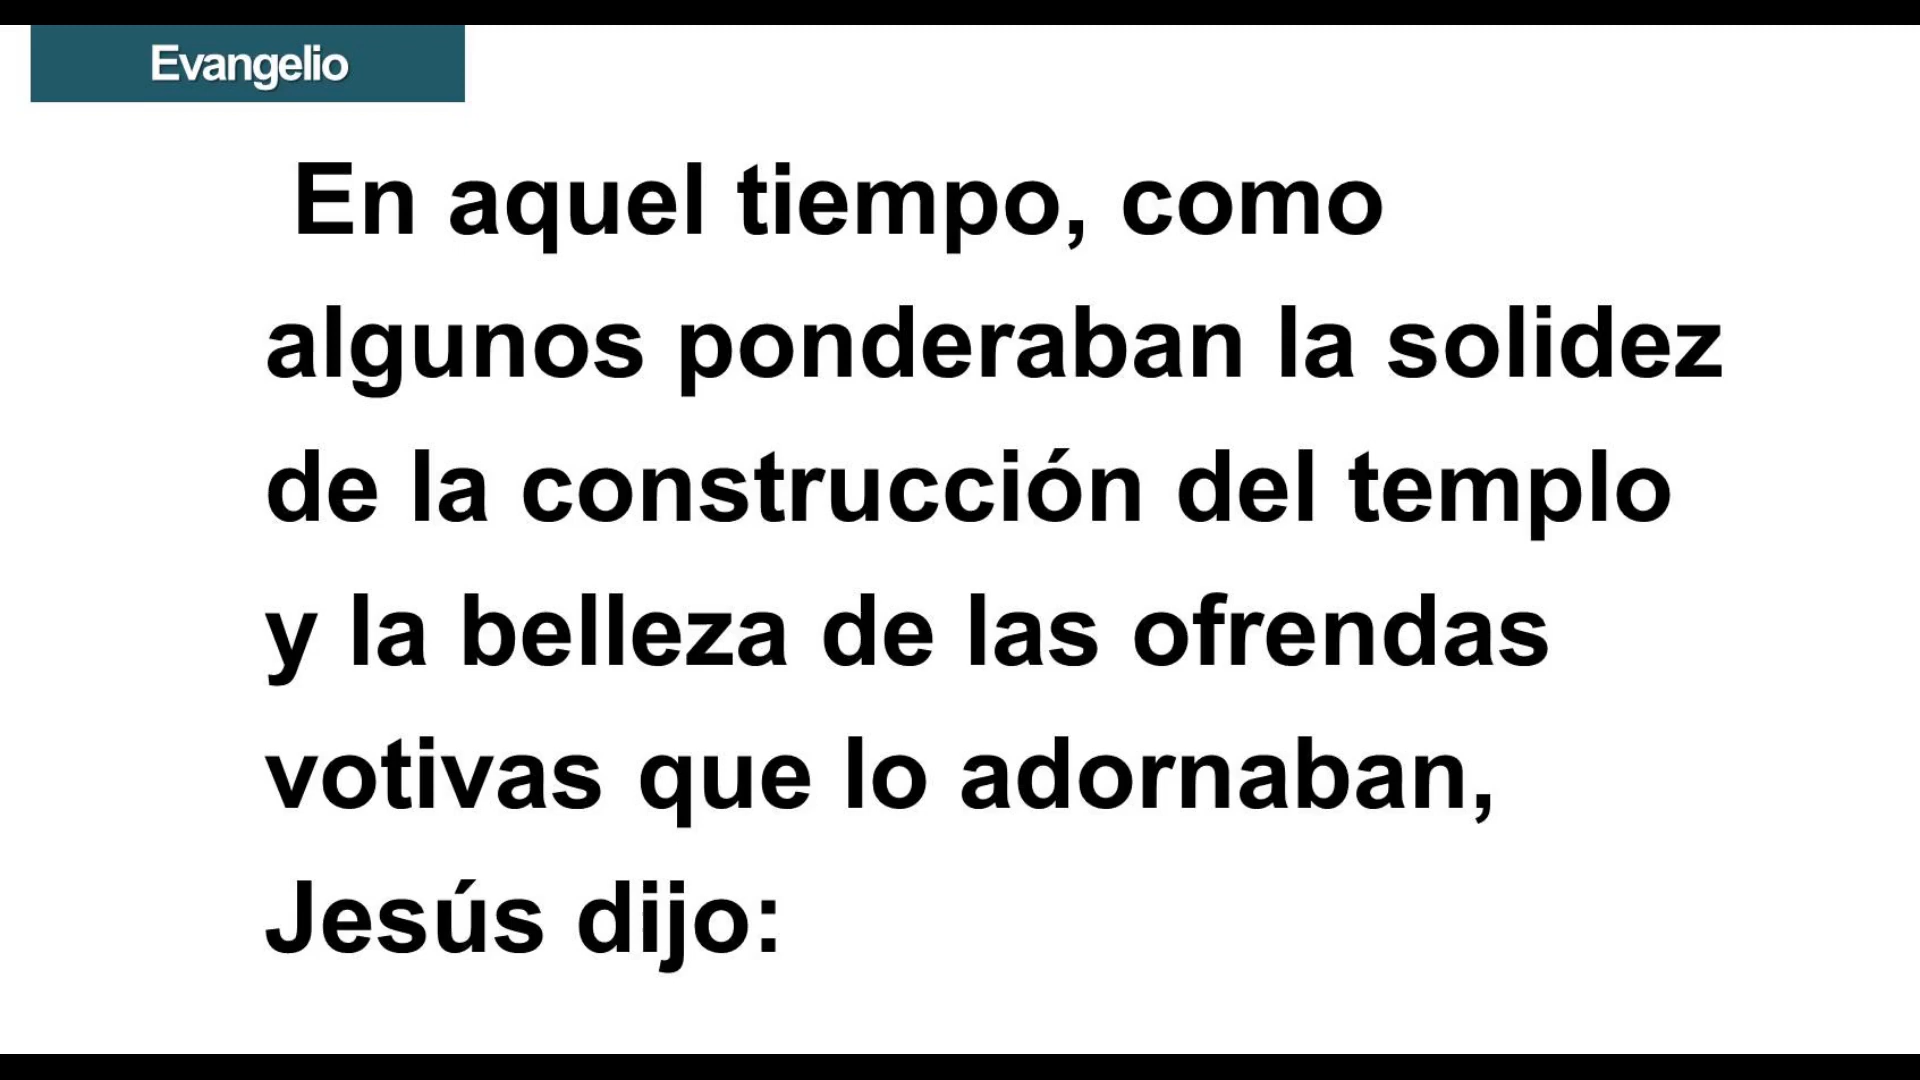 Evangelio
En aquel tiempo, como
algunos ponderaban la solidez
de la construcción del templo
y la belleza de las ofrendas
votivas que lo adornaban,
Jesús dijo: